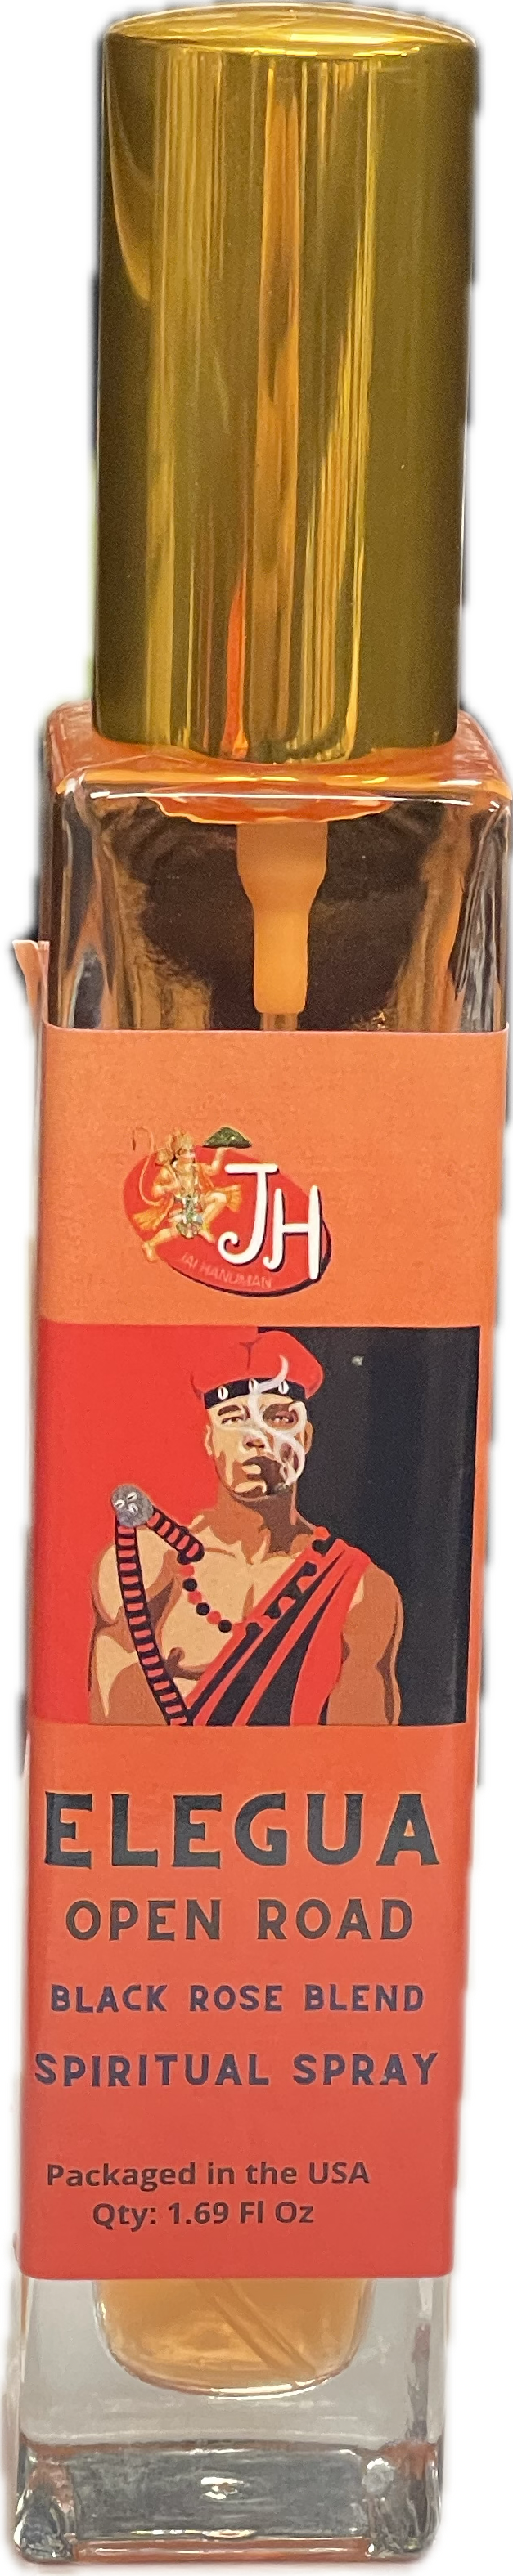 JH
JAI HANUMAN
ELEGUA
OPEN ROAD
BLACK ROSE BLEND
SPIRITUAL SPRAY
Packaged in the USA
Qty: 1.69 Fl Oz